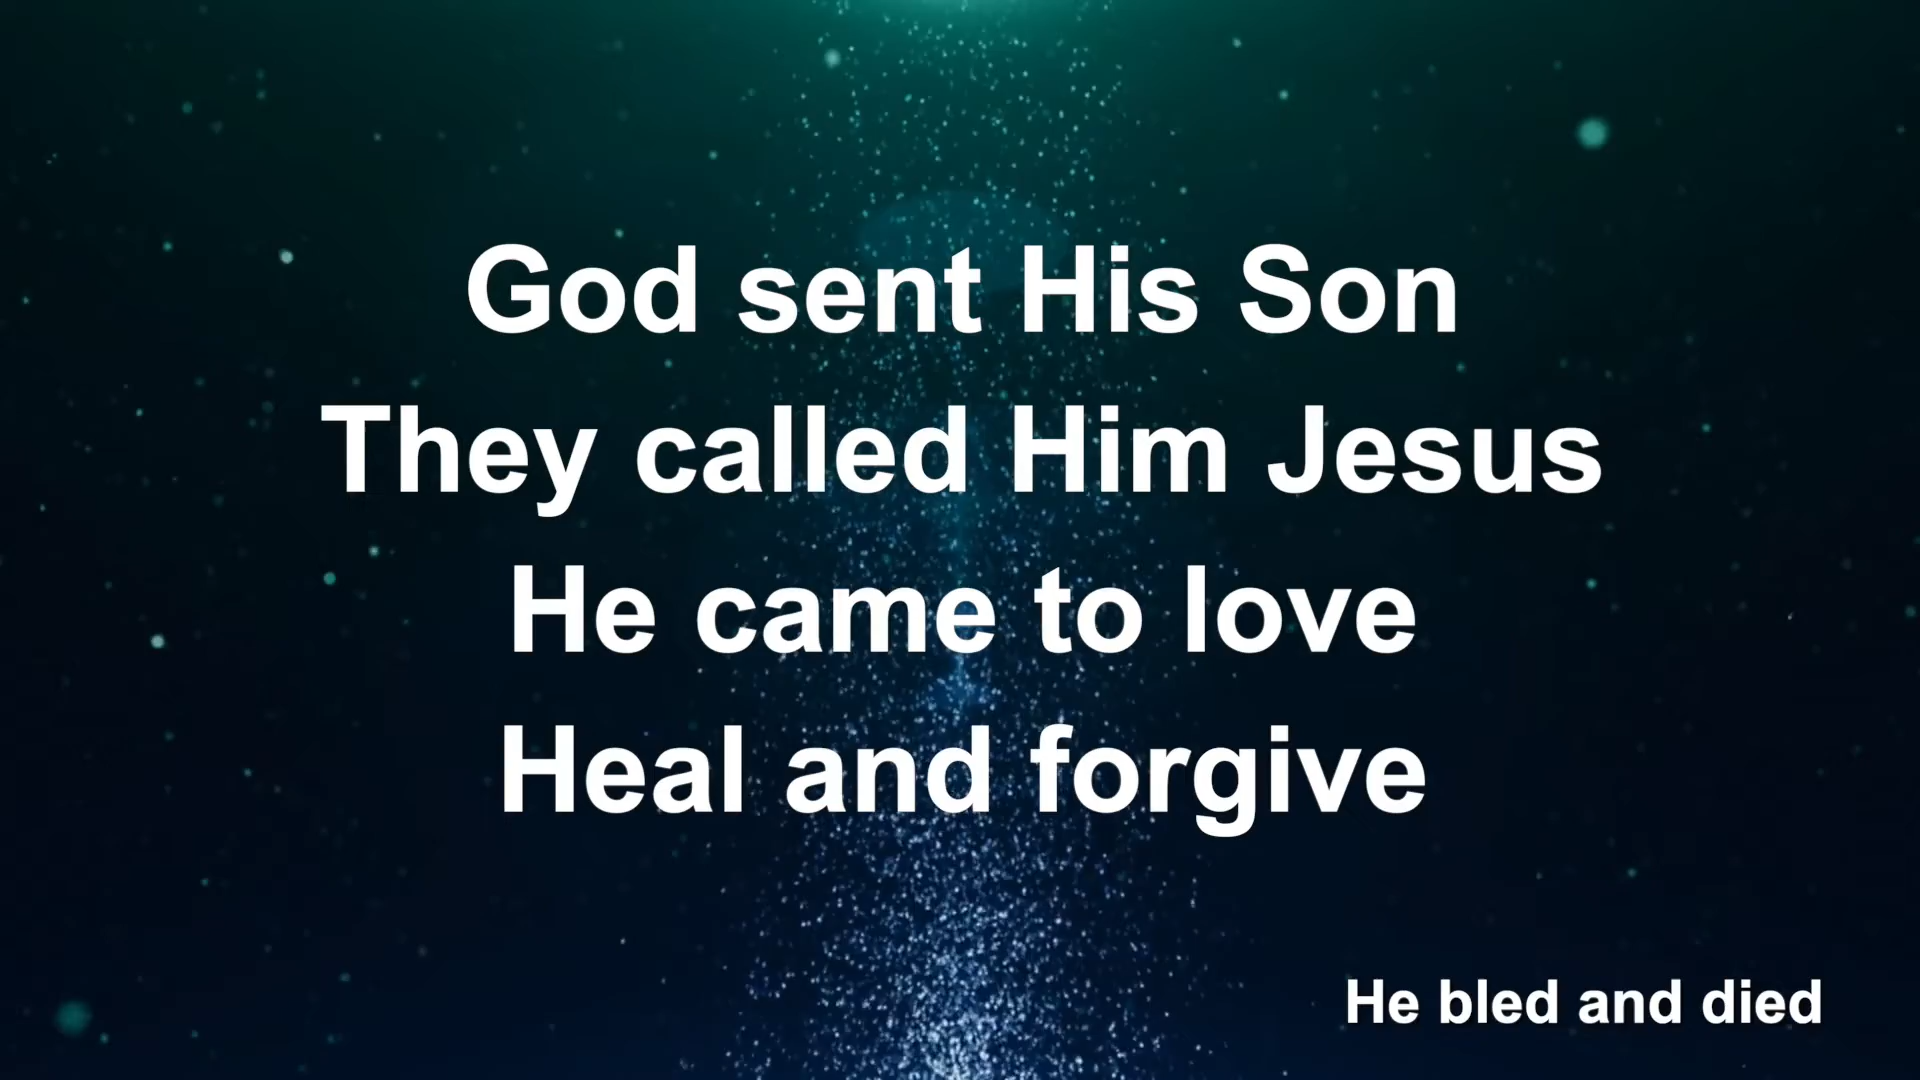 God sent His Son
They called Him Jesus
He came to love
Heal and forgive
He bled and died